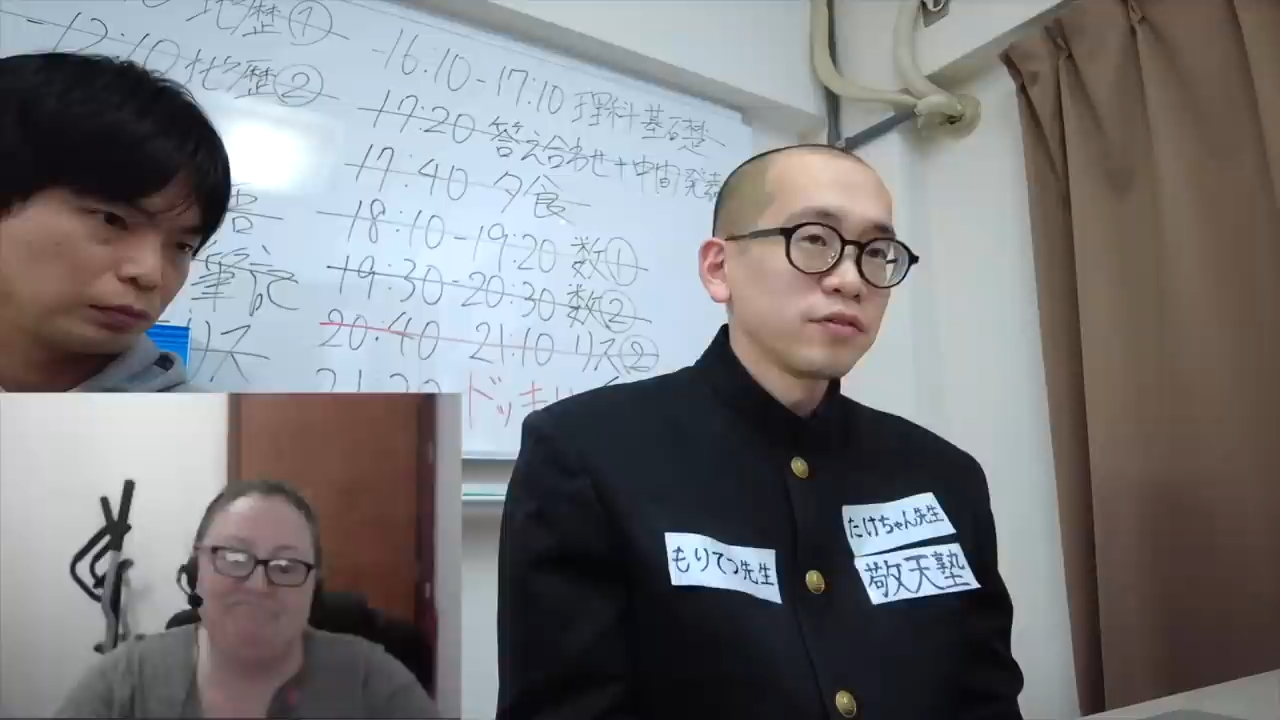 地歴①
12:10 地歴②
筆記
リス
-16:10-17:10 理科基礎
17:20 答え合わせ+中間発表
17:40 夕食
18:10-19:20 数①
19:30-20:30 数②
20:40 21:10 リス②
21:30 ドッキリ
もりてつ先生
たけちゃん先生
敬天塾